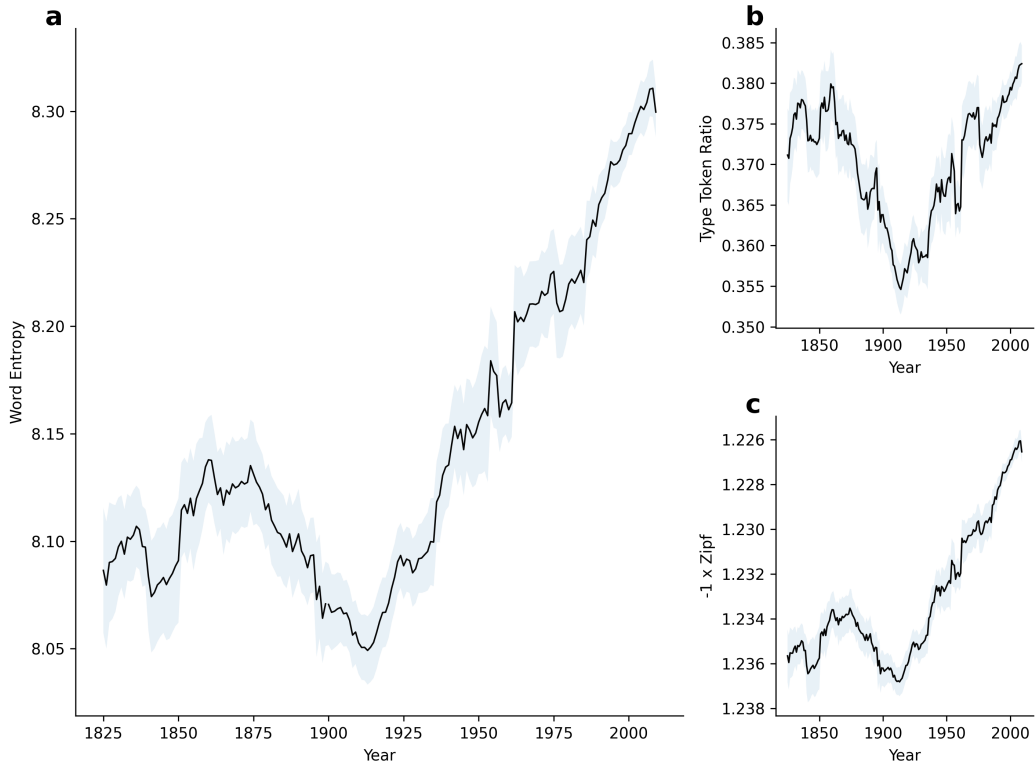 a
8.30
8.25
8.20
8.15
8.10
8.05
Word Entropy
1825 1850 1875 1900 1925 1950 1975 2000
Year
b
0.385
0.380
0.375
0.370
0.365
0.360
0.355
0.350
Type Token Ratio
1850 1900 1950 2000
Year
c
1.226
1.228
1.230
1.232
1.234
1.236
1.238
-1 x Zipf
1850 1900 1950 2000
Year